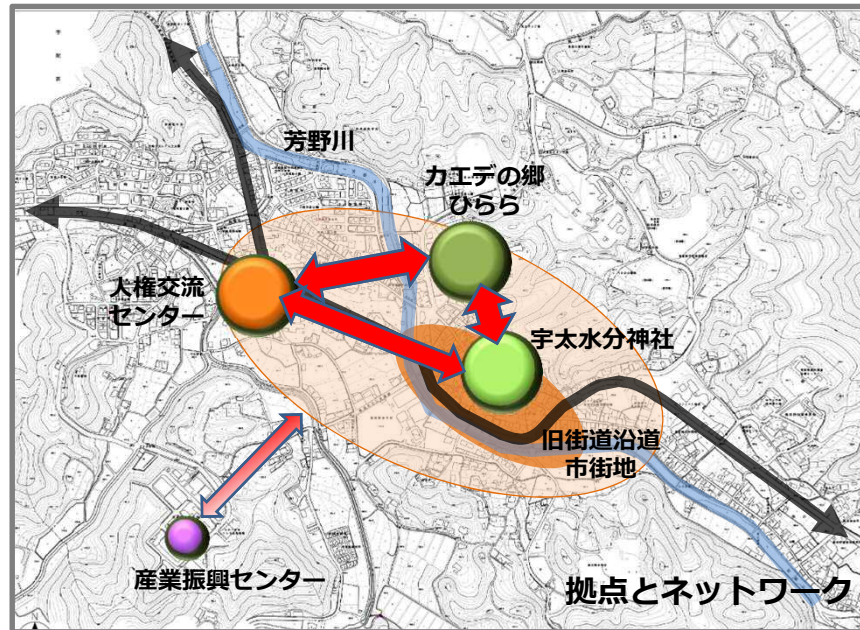 芳野川
カエデの郷
ひらら
人権交流
センター
宇太水分神社
旧街道沿道
市街地
産業振興センター
拠点とネットワーク